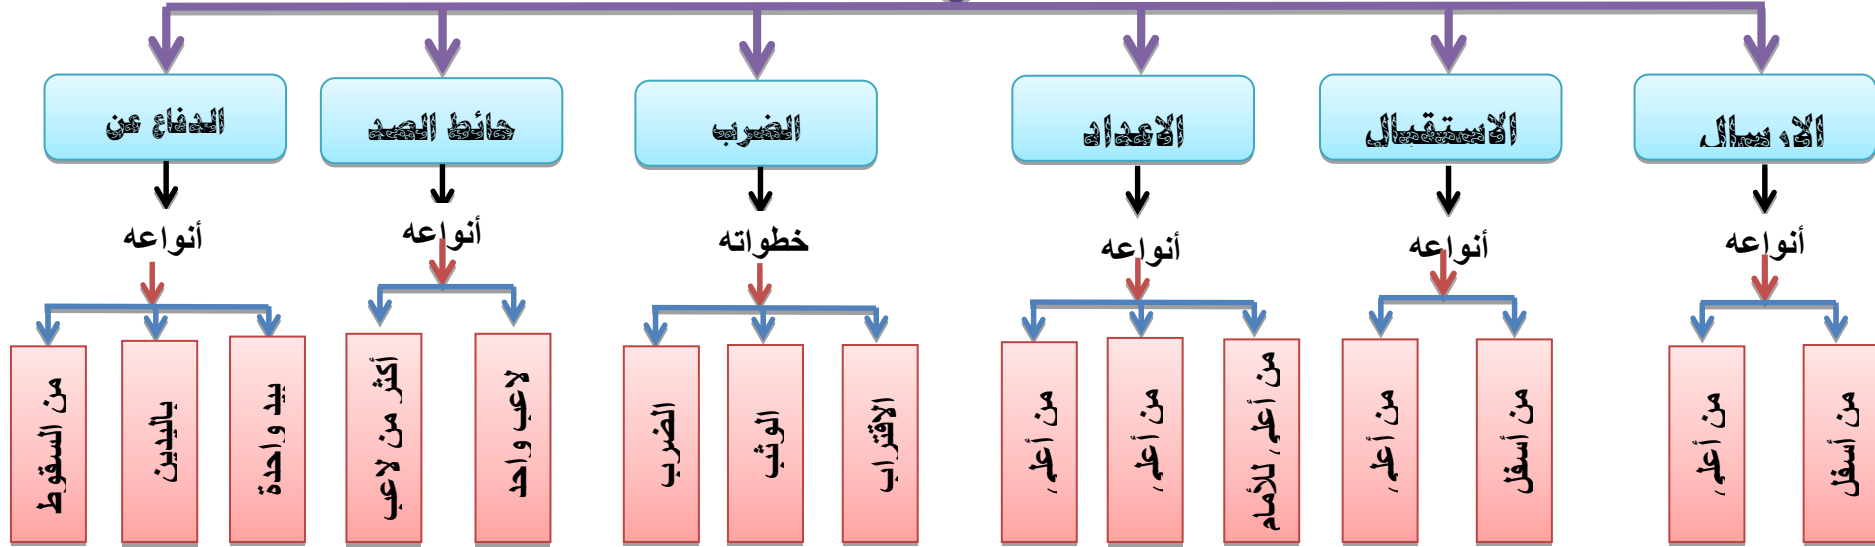 الارسال
الاستقبال
الاعداد
الضرب
حائط الصد
الدفاع عن
أنواعه
أنواعه
أنواعه
خطواته
أنواعه
أنواعه
من أسفل
من أعلى
من أسفل
من أعلى
من أعلى للأمام
من أعلى
من أعلى
الاقتراب
الوثب
الضرب
لاعب واحد
أكثر من لاعب
بيد واحدة
باليدين
من السقوط